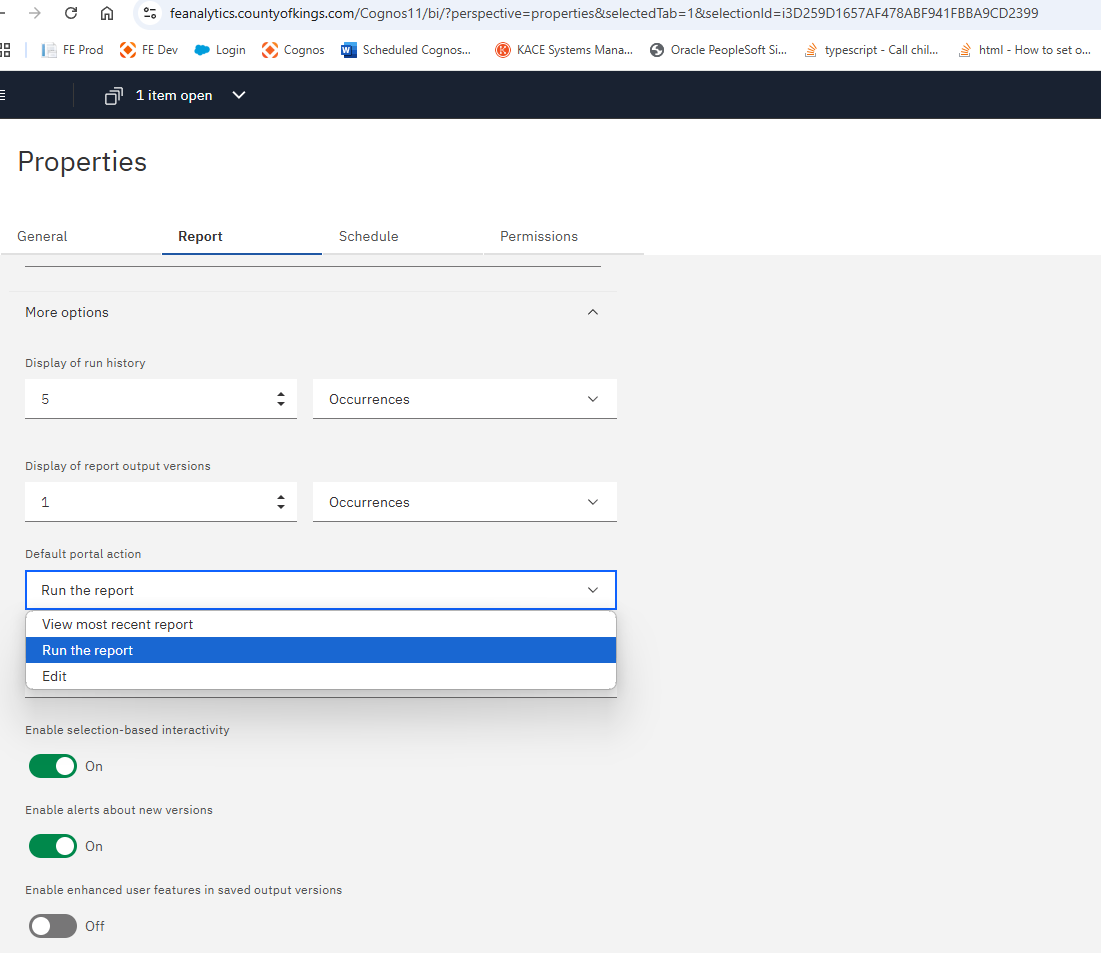 feanalytics.countyofkings.com/Cognos11/bi/?perspective=properties&selectedTab=1&selectionId=i3D259D1657AF478ABF941FBBA9CD2399
FE Prod FE Dev Login Cognos Scheduled Cognos... KACE Systems Mana... Oracle PeopleSoft Si... typescript - Call chil... html - How to set o...
1 item open
Properties
General Report Schedule Permissions
More options
Display of run history
5 Occurrences
Display of report output versions
1 Occurrences
Default portal action
Run the report
View most recent report
Run the report
Edit
Enable selection-based interactivity
On
Enable alerts about new versions
On
Enable enhanced user features in saved output versions
Off